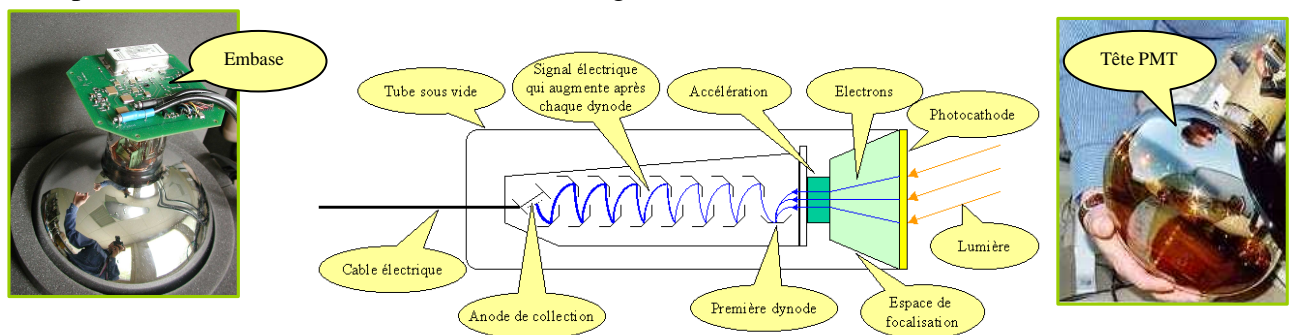 Embase
Tube sous vide
Signal électrique
qui augmente après
chaque dynode
Accélération
Electrons
Photocathode
Tête PMT
Cable électrique
Anode de collection
Première dynode
Espace de
focalisation
Lumière